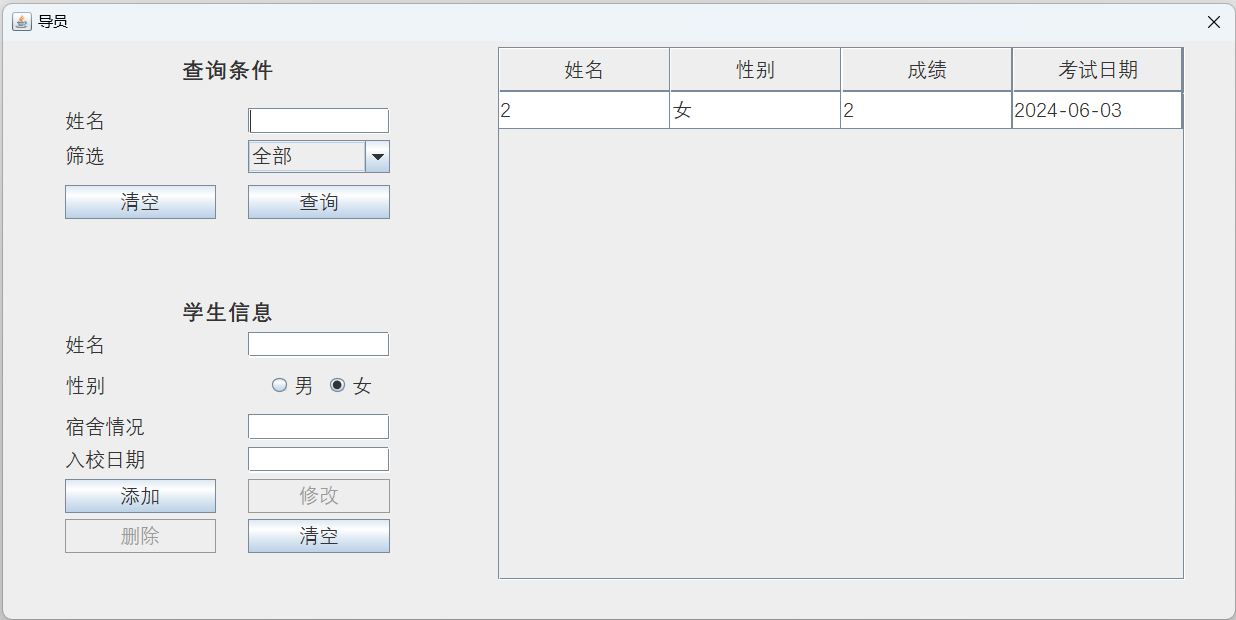 导员
查询条件
姓名
筛选 全部
清空 查询
学生信息
姓名
性别 男 女
宿舍情况
入校日期
添加 修改
删除 清空
姓名 性别 成绩 考试日期
2 女 2 2024-06-03